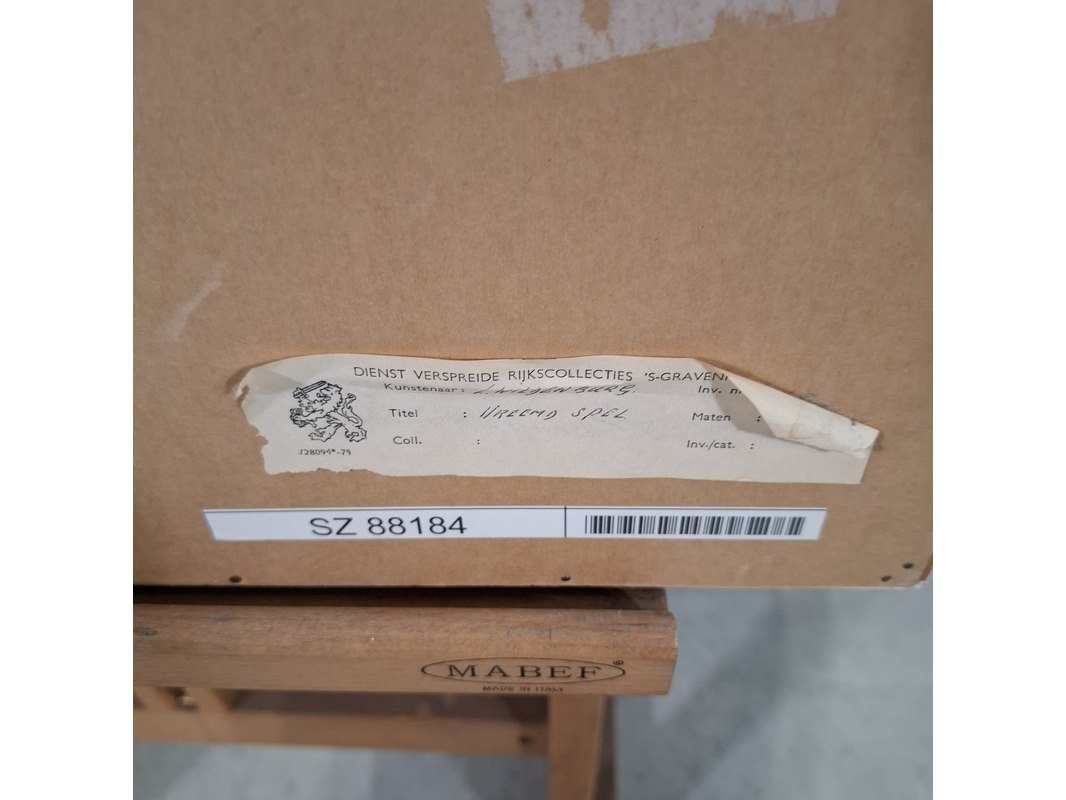 DIENST VERSPREIDE RIJKSCOLLECTIES 'S-GRAVEN
Kunstenaar: Inv. n
Titel : VREEMD SPEL Maten :
Coll. : Inv./cat. :
728094*-79
SZ 88184
MABEF®
MADE IN ITALY